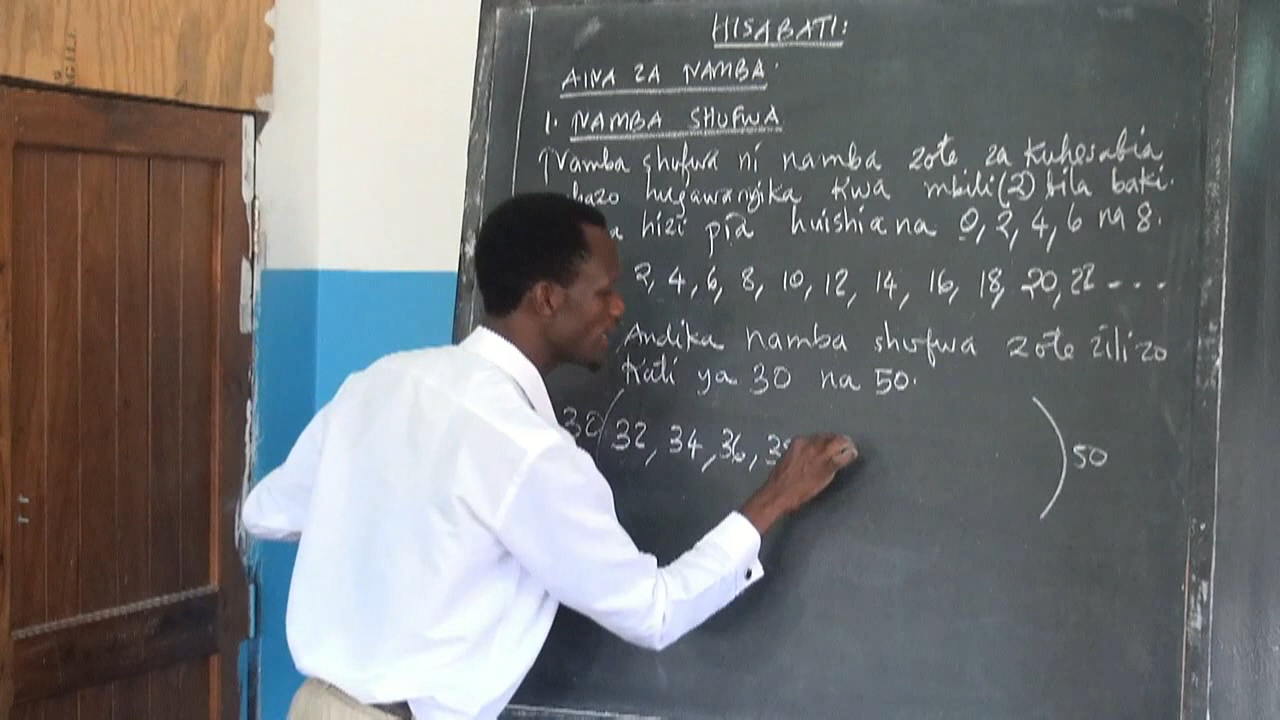 HISABATI:
AINA ZA NAMBA.
1. NAMBA SHUFWA
Namba shufwa ni namba zote za kuhesabia
hugawanyika kwa mbili (2) bila baki.
hizi pia huishia na 0, 2, 4, 6 na 8.
2, 4, 6, 8, 10, 12, 14, 16, 18, 20, 22 - - -
Andika namba shufwa zote zilizo
kati ya 30 na 50.
30 ( 32, 34, 36, ) 50